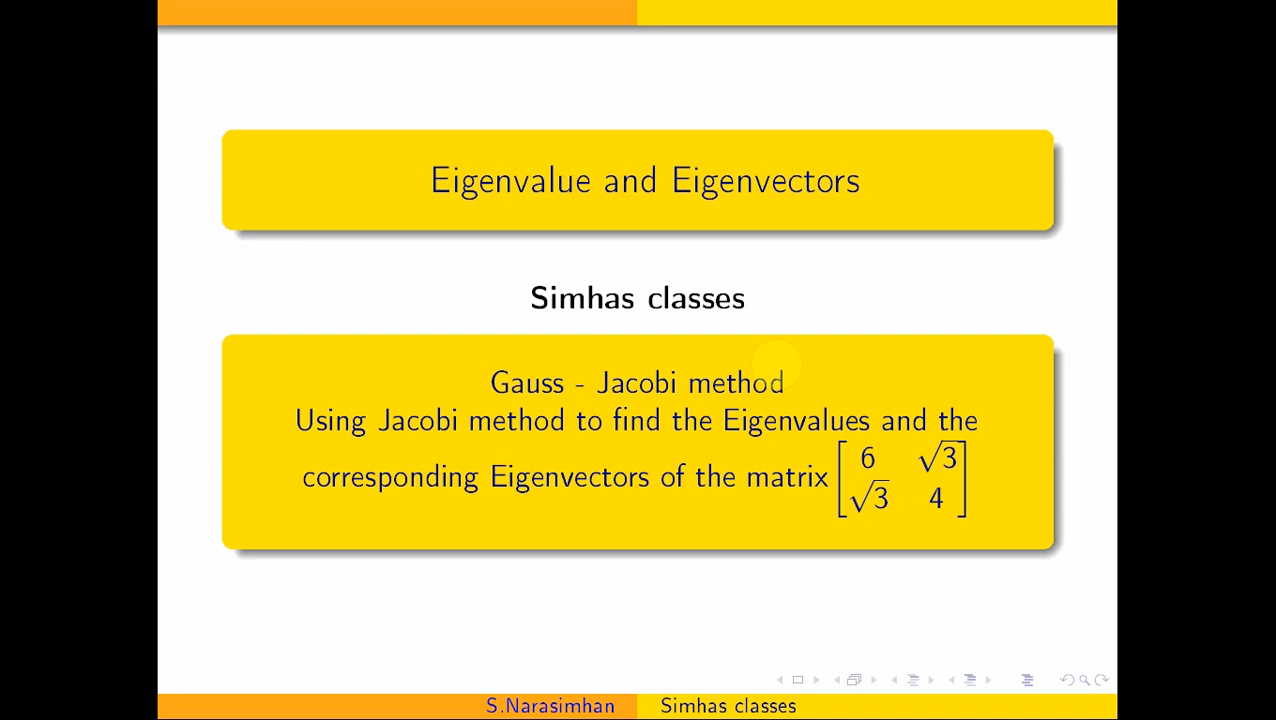 Eigenvalue and Eigenvectors
Simhas classes
Gauss - Jacobi method
Using Jacobi method to find the Eigenvalues and the
corresponding Eigenvectors of the matrix [6 √3
√3 4]
S.Narasimhan Simhas classes